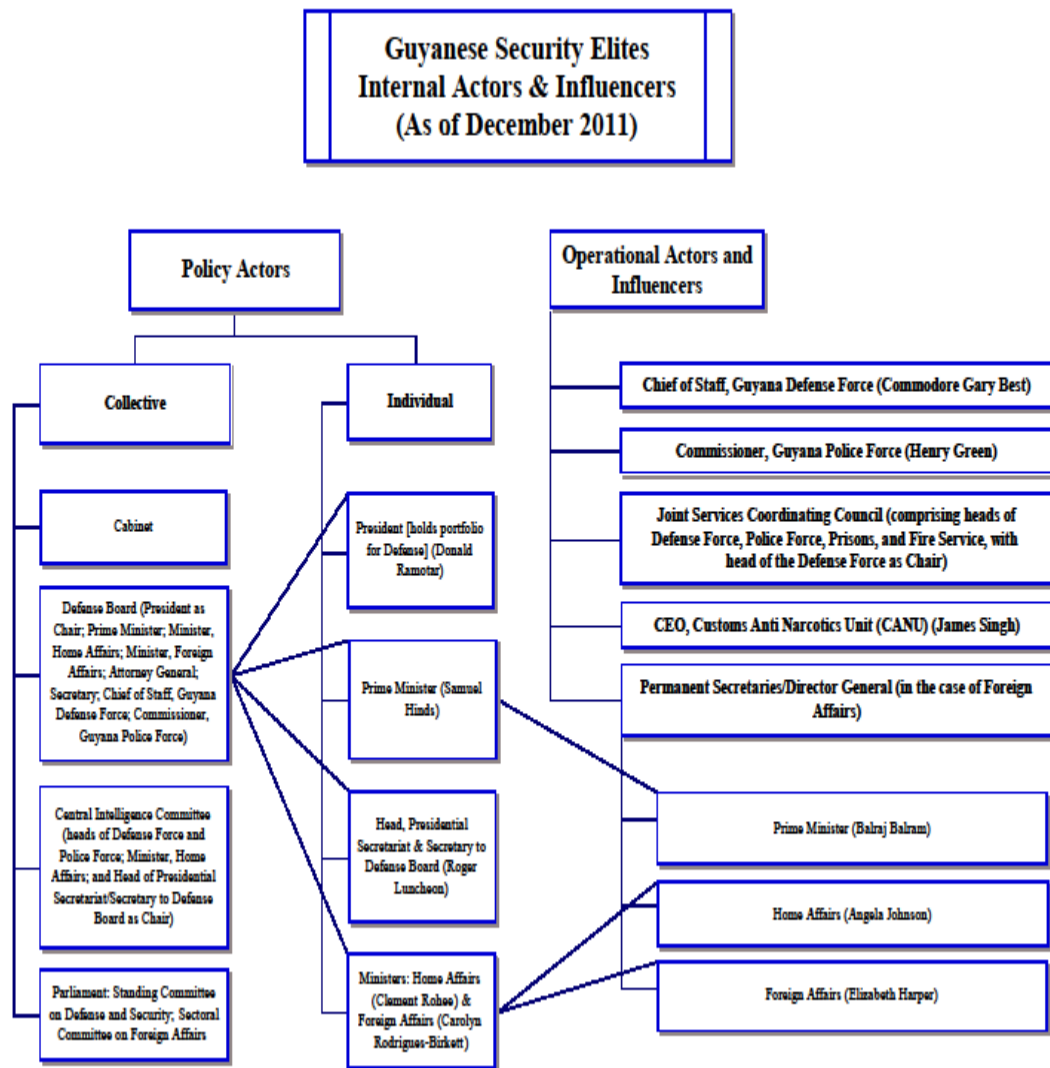 Guyanese Security Elites
Internal Actors & Influencers
(As of December 2011)
Policy Actors
Collective
Cabinet
Defense Board (President as
Chair; Prime Minister; Minister,
Home Affairs; Minister, Foreign
Affairs; Attorney General;
Secretary; Chief of Staff, Guyana
Defense Force; Commissioner,
Guyana Police Force)
Central Intelligence Committee
(heads of Defense Force and
Police Force; Minister, Home
Affairs; and Head of Presidential
Secretariat/Secretary to Defense
Board as Chair)
Parliament: Standing Committee
on Defense and Security; Sectoral
Committee on Foreign Affairs
Individual
President [holds portfolio
for Defense] (Donald
Ramotar)
Prime Minister (Samuel
Hinds)
Head, Presidential
Secretariat & Secretary to
Defense Board (Roger
Luncheon)
Ministers: Home Affairs
(Clement Rohee) &
Foreign Affairs (Carolyn
Rodrigues-Birkett)
Operational Actors and
Influencers
Chief of Staff, Guyana Defense Force (Commodore Gary Best)
Commissioner, Guyana Police Force (Henry Green)
Joint Services Coordinating Council (comprising heads of
Defense Force, Police Force, Prisons, and Fire Service, with
head of the Defense Force as Chair)
CEO, Customs Anti Narcotics Unit (CANU) (James Singh)
Permanent Secretaries/Director General (in the case of Foreign
Affairs)
Prime Minister (Balraj Balram)
Home Affairs (Angela Johnson)
Foreign Affairs (Elizabeth Harper)